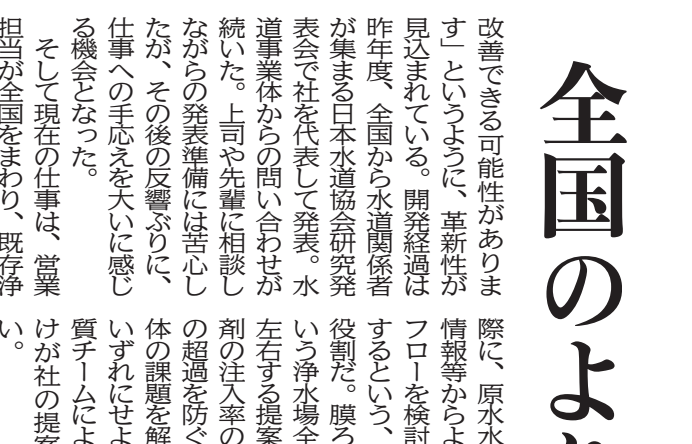 全国のよ
改善できる可能性がありま
す」というように、革新性が
見込まれている。開発経過は
昨年度、全国から水道関係者
が集まる日本水道協会研究発
表会で社を代表して発表。水
道事業体からの問い合わせが
続いた。上司や先輩に相談し
ながらの発表準備には苦心し
たが、その後の反響ぶりに、
仕事への手応えを大いに感じ
る機会となった。
そして現在の仕事は、営業
担当が全国をまわり、既存浄
際に、原水水
情報等からよ
フローを検討
するという、
役割だ。膜ろ
いう浄水場全
左右する提案
剤の注入率の
の超過を防ぐ
体の課題を解
いずれにせよ
質チームによ
けが社の提案
い。